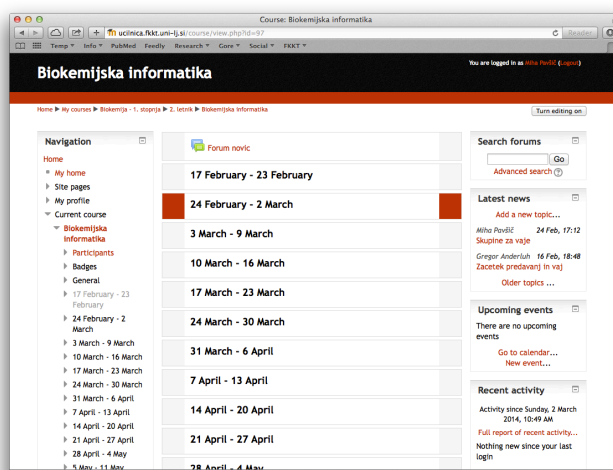 Course: Biokemijska informatika
ucilnica.fkkt.uni-lj.si/course/view.php?id=97
Reader
Temp Info PubMed Feedly Research Gore Social FKKT
Biokemijska informatika
You are logged in as Miha Pavšič (Logout)
Home My courses Biokemija - 1. stopnja 2. letnik Biokemijska informatika
Turn editing on
Navigation
Home
My home
Site pages
My profile
Current course
Biokemijska
informatika
Participants
Badges
General
17 February - 23
February
24 February - 2
March
3 March - 9 March
10 March - 16 March
17 March - 23 March
24 March - 30 March
31 March - 6 April
7 April - 13 April
14 April - 20 April
21 April - 27 April
28 April - 4 May
5 May - 11 May
Forum novic
17 February - 23 February
24 February - 2 March
3 March - 9 March
10 March - 16 March
17 March - 23 March
24 March - 30 March
31 March - 6 April
7 April - 13 April
14 April - 20 April
21 April - 27 April
28 April - 4 May
Search forums
Go
Advanced search
Latest news
Add a new topic...
Miha Pavšič 24 Feb, 17:12
Skupine za vaje
Gregor Anderluh 16 Feb, 18:48
Zacetek predavanj in vaj
Older topics ...
Upcoming events
There are no upcoming
events
Go to calendar...
New event...
Recent activity
Activity since Sunday, 2 March
2014, 10:49 AM
Full report of recent activity...
Nothing new since your last
login